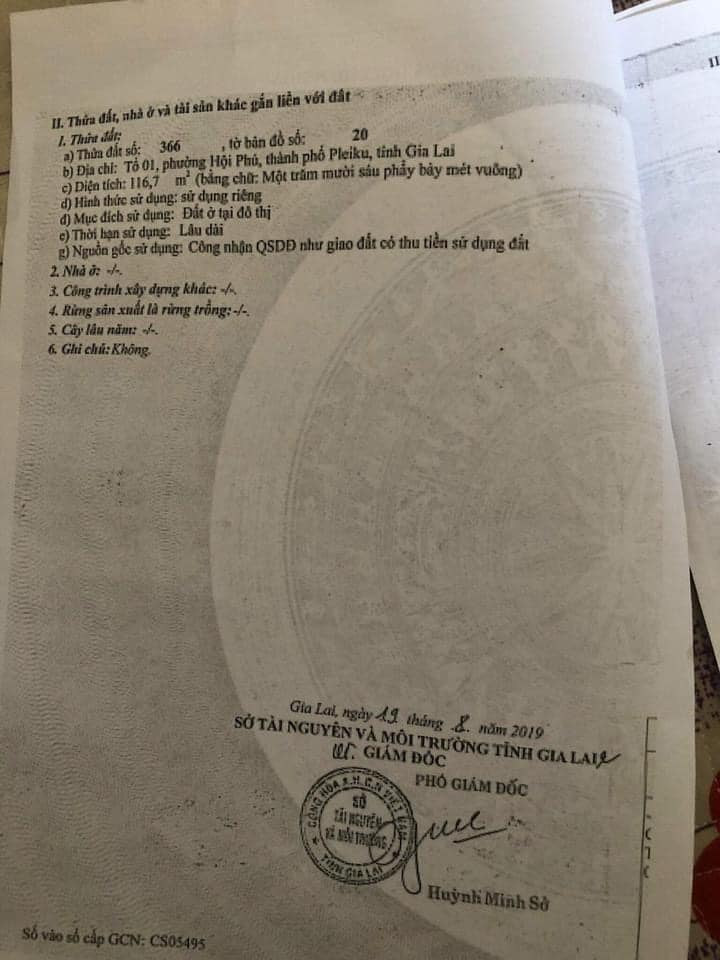 II. Thửa đất, nhà ở và tài sản khác gắn liền với đất
1. Thửa đất:
a) Thửa đất số: 366 , tờ bản đồ số: 20
b) Địa chỉ: Tổ 01, phường Hội Phú, thành phố Pleiku, tỉnh Gia Lai
c) Diện tích: 116,7 m² (bằng chữ: Một trăm mười sáu phẩy bảy mét vuông)
d) Hình thức sử dụng: sử dụng riêng
đ) Mục đích sử dụng: Đất ở tại đô thị
e) Thời hạn sử dụng: Lâu dài
g) Nguồn gốc sử dụng: Công nhận QSDĐ như giao đất có thu tiền sử dụng đất
2. Nhà ở: -/-.
3. Công trình xây dựng khác: -/-.
4. Rừng sản xuất là rừng trồng: -/-.
5. Cây lâu năm: -/-.
6. Ghi chú: Không.
Gia Lai, ngày 19 tháng 8 năm 2019
SỞ TÀI NGUYÊN VÀ MÔI TRƯỜNG TỈNH GIA LAI
KT. GIÁM ĐỐC
PHÓ GIÁM ĐỐC
CỘNG HÒA X.H.C.N VIỆT NAM
SỞ
TÀI NGUYÊN
VÀ MÔI TRƯỜNG
TỈNH GIA LAI
Huỳnh Minh Sở
Số vào sổ cấp GCN: CS05495